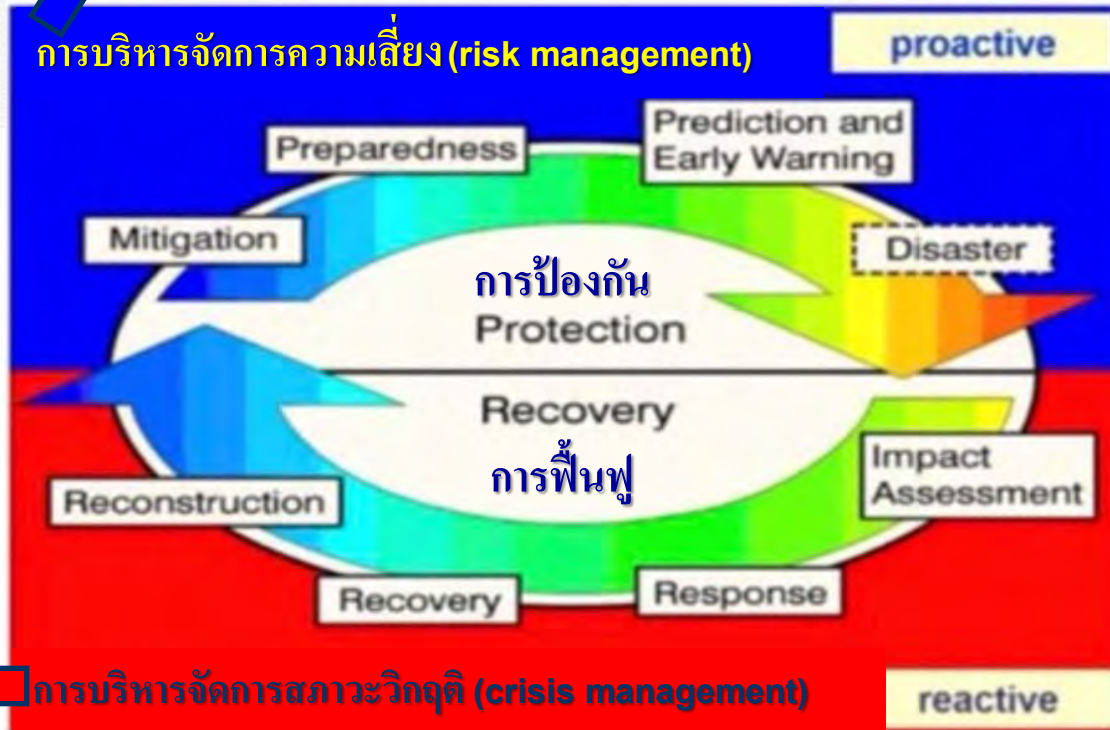 การบริหารจัดการความเสี่ยง (risk management)
proactive
Preparedness
Prediction and
Early Warning
Mitigation
Disaster
การป้องกัน
Protection
Recovery
การฟื้นฟู
Impact
Assessment
Reconstruction
Recovery
Response
การบริหารจัดการสภาวะวิกฤติ (crisis management)
reactive